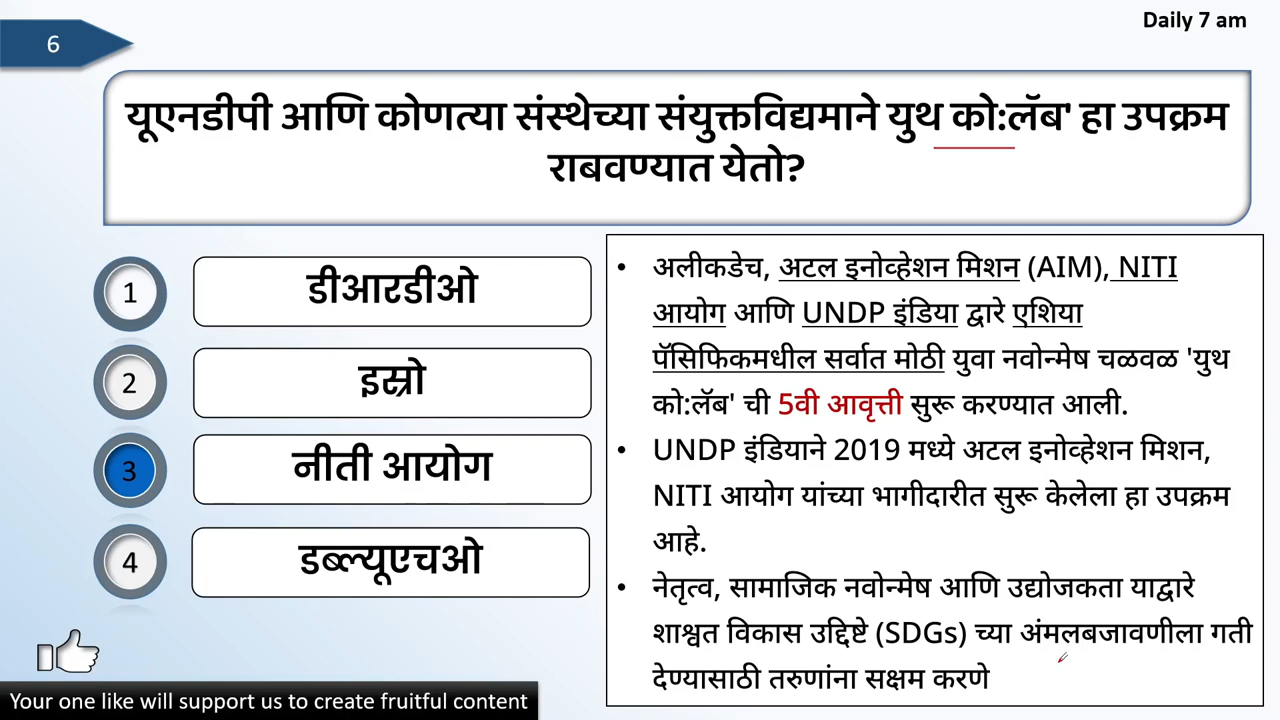 Daily 7 am
6
यूएनडीपी आणि कोणत्या संस्थेच्या संयुक्तविद्यमाने युथ को:लॅब' हा उपक्रम
राबवण्यात येतो?
1
डीआरडीओ
2
इस्रो
3
नीती आयोग
4
डब्ल्यूएचओ
• अलीकडेच, अटल इनोव्हेशन मिशन (AIM), NITI
आयोग आणि UNDP इंडिया द्वारे एशिया
पॅसिफिकमधील सर्वात मोठी युवा नवोन्मेष चळवळ 'युथ
को:लॅब' ची 5वी आवृत्ती सुरू करण्यात आली.
• UNDP इंडियाने 2019 मध्ये अटल इनोव्हेशन मिशन,
NITI आयोग यांच्या भागीदारीत सुरू केलेला हा उपक्रम
आहे.
• नेतृत्व, सामाजिक नवोन्मेष आणि उद्योजकता याद्वारे
शाश्वत विकास उद्दिष्टे (SDGs) च्या अंमलबजावणीला गती
देण्यासाठी तरुणांना सक्षम करणे
Your one like will support us to create fruitful content